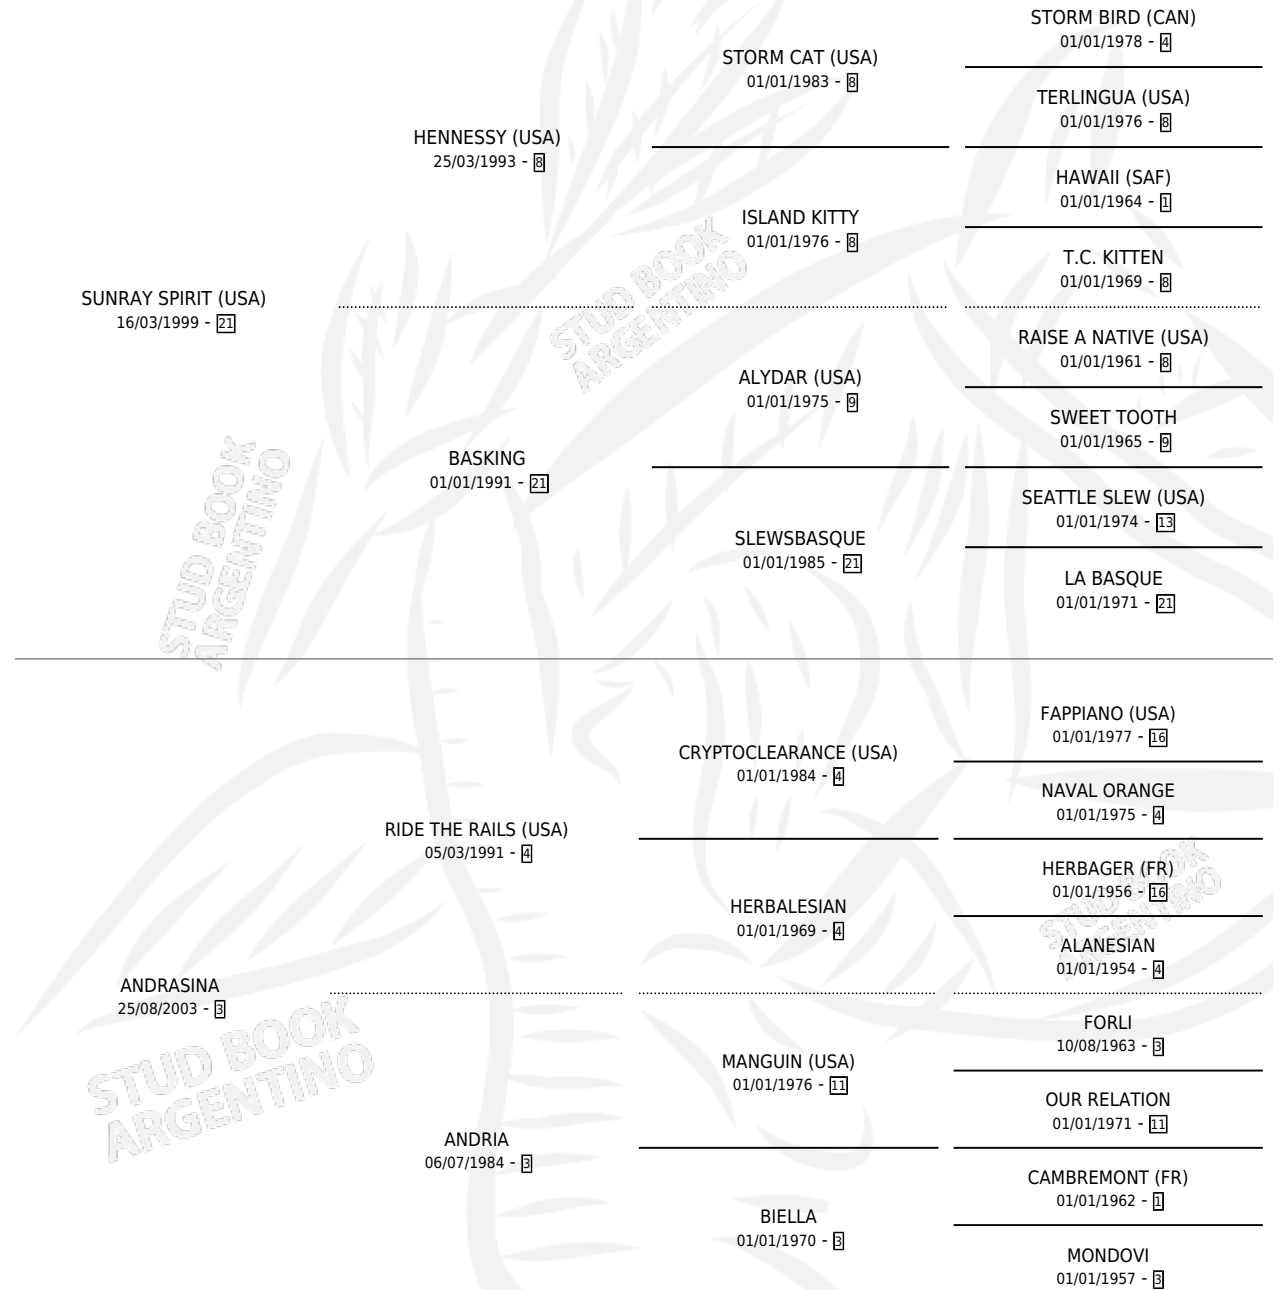 STORM BIRD (CAN)
01/01/1978 - 4
STORM CAT (USA)
01/01/1983 - 8
TERLINGUA (USA)
01/01/1976 - 8
HENNESSY (USA)
25/03/1993 - 8
HAWAII (SAF)
01/01/1964 - 1
ISLAND KITTY
01/01/1976 - 8
T.C. KITTEN
01/01/1969 - 8
SUNRAY SPIRIT (USA)
16/03/1999 - 21
RAISE A NATIVE (USA)
01/01/1961 - 8
ALYDAR (USA)
01/01/1975 - 9
SWEET TOOTH
01/01/1965 - 9
BASKING
01/01/1991 - 21
SEATTLE SLEW (USA)
01/01/1974 - 13
SLEWSBASQUE
01/01/1985 - 21
LA BASQUE
01/01/1971 - 21
FAPPIANO (USA)
01/01/1977 - 16
CRYPTOCLEARANCE (USA)
01/01/1984 - 4
NAVAL ORANGE
01/01/1975 - 4
RIDE THE RAILS (USA)
05/03/1991 - 4
HERBAGER (FR)
01/01/1956 - 16
HERBALESIAN
01/01/1969 - 4
ALANESIAN
01/01/1954 - 4
ANDRASINA
25/08/2003 - 3
FORLI
10/08/1963 - 3
MANGUIN (USA)
01/01/1976 - 11
OUR RELATION
01/01/1971 - 11
ANDRIA
06/07/1984 - 3
CAMBREMONT (FR)
01/01/1962 - 1
BIELLA
01/01/1970 - 3
MONDOVI
01/01/1957 - 3
STUD BOOK
ARGENTINO
STUD BOOK
ARGENTINO
STUD BOOK
ARGENTINO
STUD BOOK
ARGENTINO